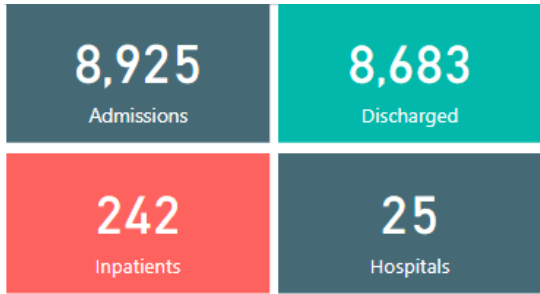 8,925
Admissions
8,683
Discharged
242
Inpatients
25
Hospitals